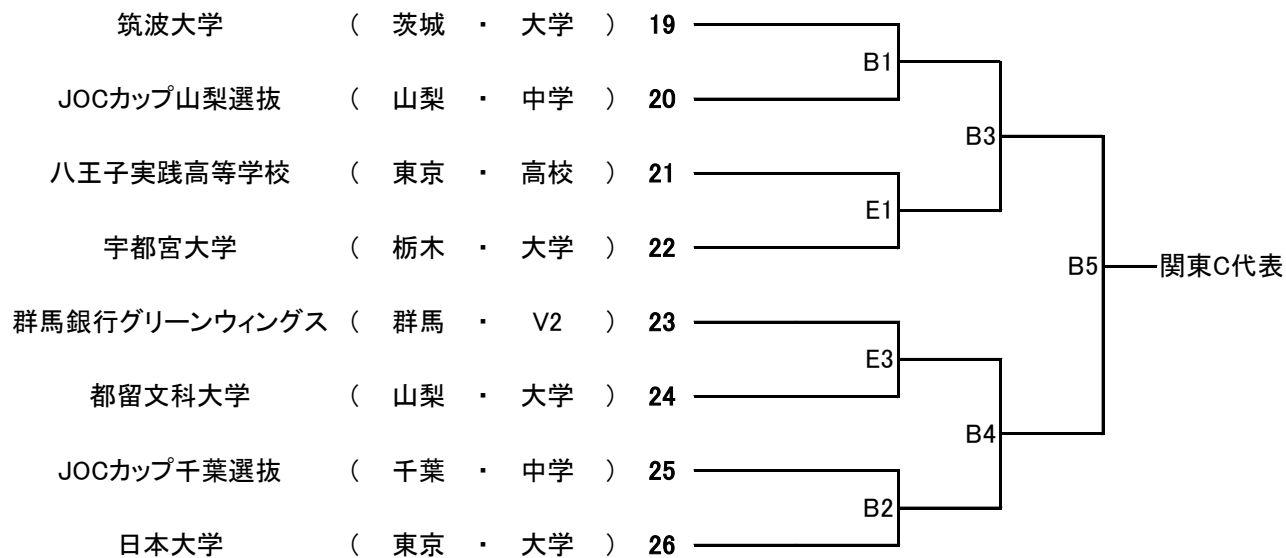 筑波大学 ( 茨城 ・ 大学 ) 19
B1
JOCカップ山梨選抜 ( 山梨 ・ 中学 ) 20
B3
八王子実践高等学校 ( 東京 ・ 高校 ) 21
E1
宇都宮大学 ( 栃木 ・ 大学 ) 22
B5 関東C代表
群馬銀行グリーンウィングス ( 群馬 ・ V2 ) 23
E3
都留文科大学 ( 山梨 ・ 大学 ) 24
B4
JOCカップ千葉選抜 ( 千葉 ・ 中学 ) 25
B2
日本大学 ( 東京 ・ 大学 ) 26